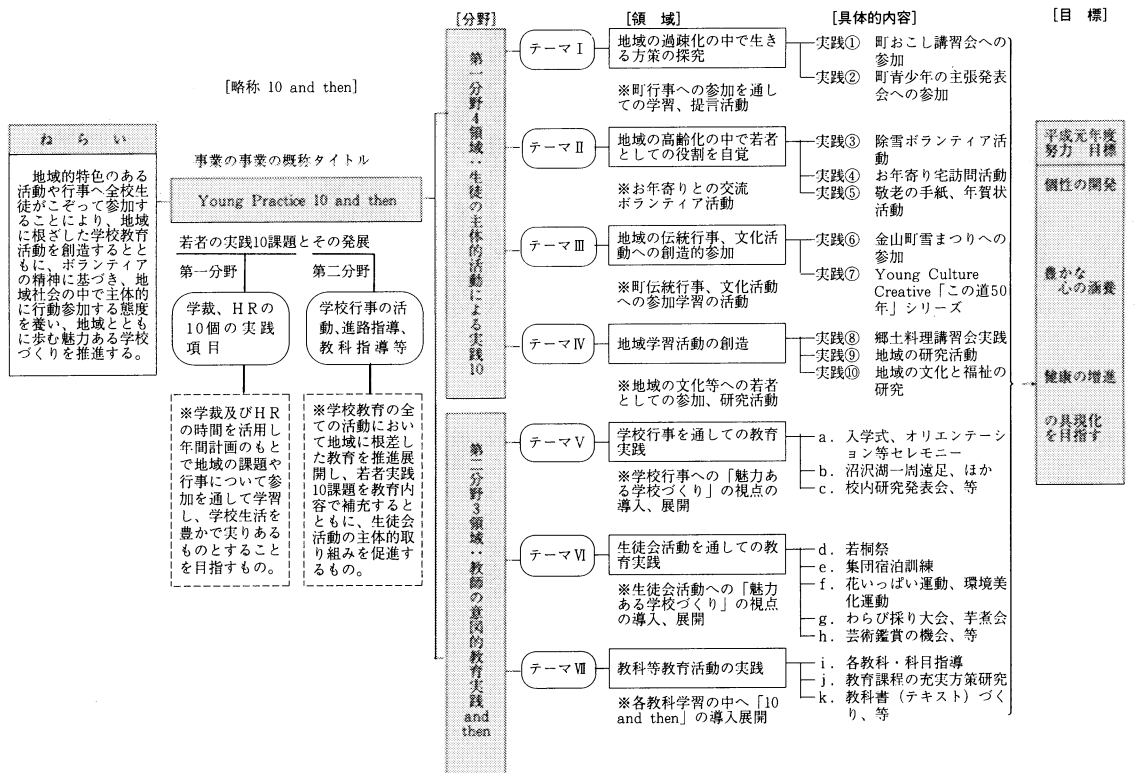 [分野]
[領 域]
[具体的内容]
[目 標]
[略称 10 and then]
ね ら い
地域的特色のある
活動や行事へ全校生
徒がこぞって参加す
ることにより、地域
に根ざした学校教育
活動を創造するとと
もに、ボランティア
の精神に基づき、地
域社会の中で主体的
に行動参加する態度
を養い、地域ととも
に歩む魅力ある学校
づくりを推進する。
事業の事業の概称タイトル
Young Practice 10 and then
若者の実践10課題とその発展
第一分野
第二分野
学裁、HRの
10個の実践
項目
学校行事の活
動、進路指導、
教科指導等
※学裁及びHR
の時間を活用し
年間計画のもと
で地域の課題や
行事について参
加を通して学習
し、学校生活を
豊かで実りある
ものとすること
を目指すもの。
※学校教育の全
ての活動におい
て地域に根差し
た教育を推進展
開し、若者実践
10課題を教育内
容で補充すると
ともに、生徒会
活動の主体的取
り組みを促進す
るもの。
第一分野4領域：生徒の主体的活動による実践10
テーマⅠ
地域の過疎化の中で生き
る方策の探究
※町行事への参加を通し
ての学習、提言活動
実践① 町おこし講習会への
参加
実践② 町青少年の主張発表
会への参加
テーマⅡ
地域の高齢化の中で若者
としての役割を自覚
※お年寄りとの交流
ボランティア活動
実践③ 除雪ボランティア活
動
実践④ お年寄り宅訪問活動
実践⑤ 敬老の手紙、年賀状
活動
テーマⅢ
地域の伝統行事、文化活
動への創造的参加
※町伝統行事、文化活動
への参加学習の活動
実践⑥ 金山町雪まつりへの
参加
実践⑦ Young Culture
Creative「この道50
年」シリーズ
テーマⅣ
地域学習活動の創造
※地域の文化等への若者
としての参加、研究活動
実践⑧ 郷土料理講習会実践
実践⑨ 地域の研究活動
実践⑩ 地域の文化と福祉の
研究
第二分野3領域：教師の意図的教育実践
and
then
テーマⅤ
学校行事を通しての教育
実践
※学校行事への「魅力あ
る学校づくり」の視点の
導入、展開
a．入学式、オリエンテーシ
ョン等セレモニー
b．沼沢湖一周遠足、ほか
c．校内研究発表会、等
テーマⅥ
生徒会活動を通しての教
育実践
※生徒会活動への「魅力
ある学校づくり」の視点
の導入、展開
d．若桐祭
e．集団宿泊訓練
f．花いっぱい運動、環境美
化運動
g．わらび採り大会、芋煮会
h．芸術鑑賞の機会、等
テーマⅦ
教科等教育活動の実践
※各教科学習の中へ「10
and then」の導入展開
i．各教科・科目指導
j．教育課程の充実方策研究
k．教科書（テキスト）づく
り、等
平成元年度
努力 目標
個性の開発
豊かな
心の涵養
健康の増進
の具現化
を目指す